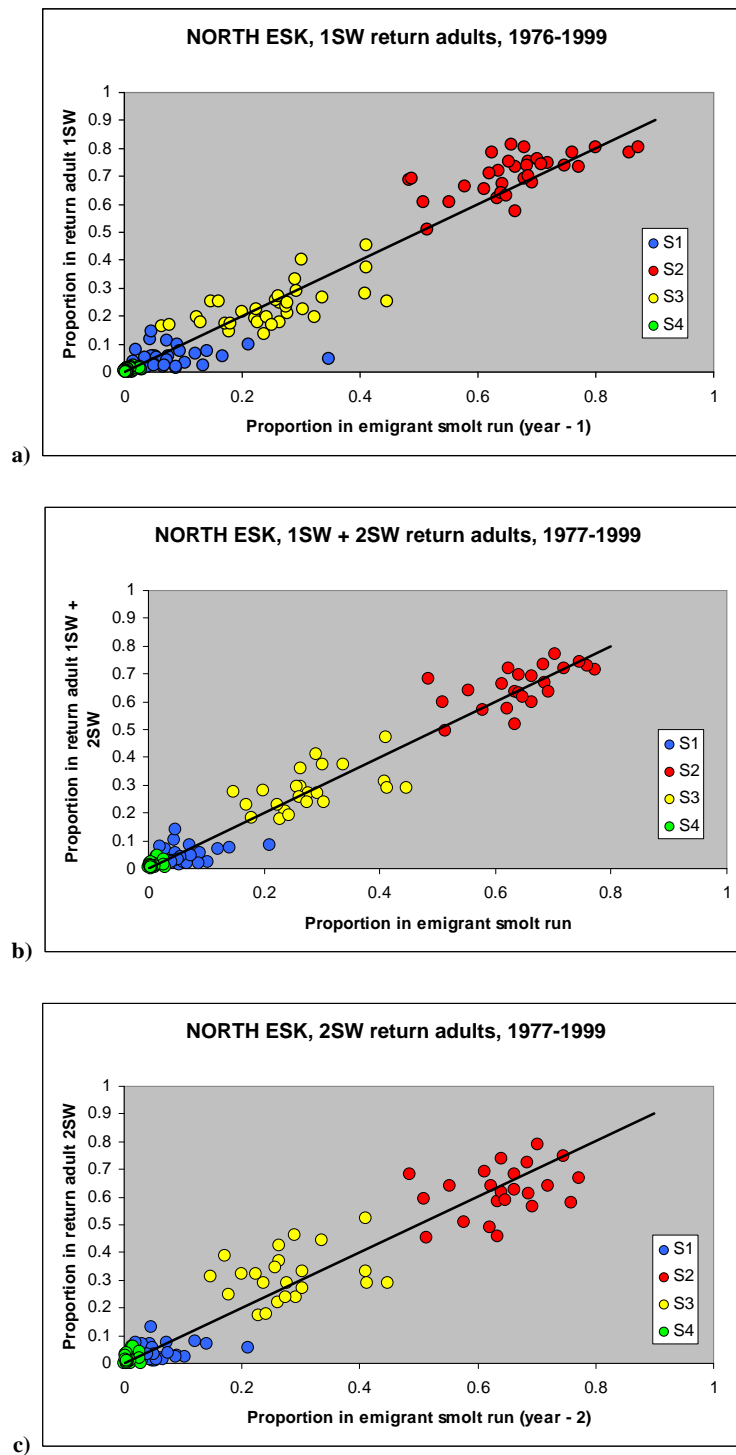 NORTH ESK, 1SW return adults, 1976-1999
Proportion in return adult 1SW
1
0.9
0.8
0.7
0.6
0.5
0.4
0.3
0.2
0.1
0
0 0.2 0.4 0.6 0.8 1
Proportion in emigrant smolt run (year - 1)
S1
S2
S3
S4
a)
NORTH ESK, 1SW + 2SW return adults, 1977-1999
Proportion in return adult 1SW +
2SW
1
0.9
0.8
0.7
0.6
0.5
0.4
0.3
0.2
0.1
0
0 0.2 0.4 0.6 0.8 1
Proportion in emigrant smolt run
S1
S2
S3
S4
b)
NORTH ESK, 2SW return adults, 1977-1999
Proportion in return adult 2SW
1
0.9
0.8
0.7
0.6
0.5
0.4
0.3
0.2
0.1
0
0 0.2 0.4 0.6 0.8 1
Proportion in emigrant smolt run (year - 2)
S1
S2
S3
S4
c)